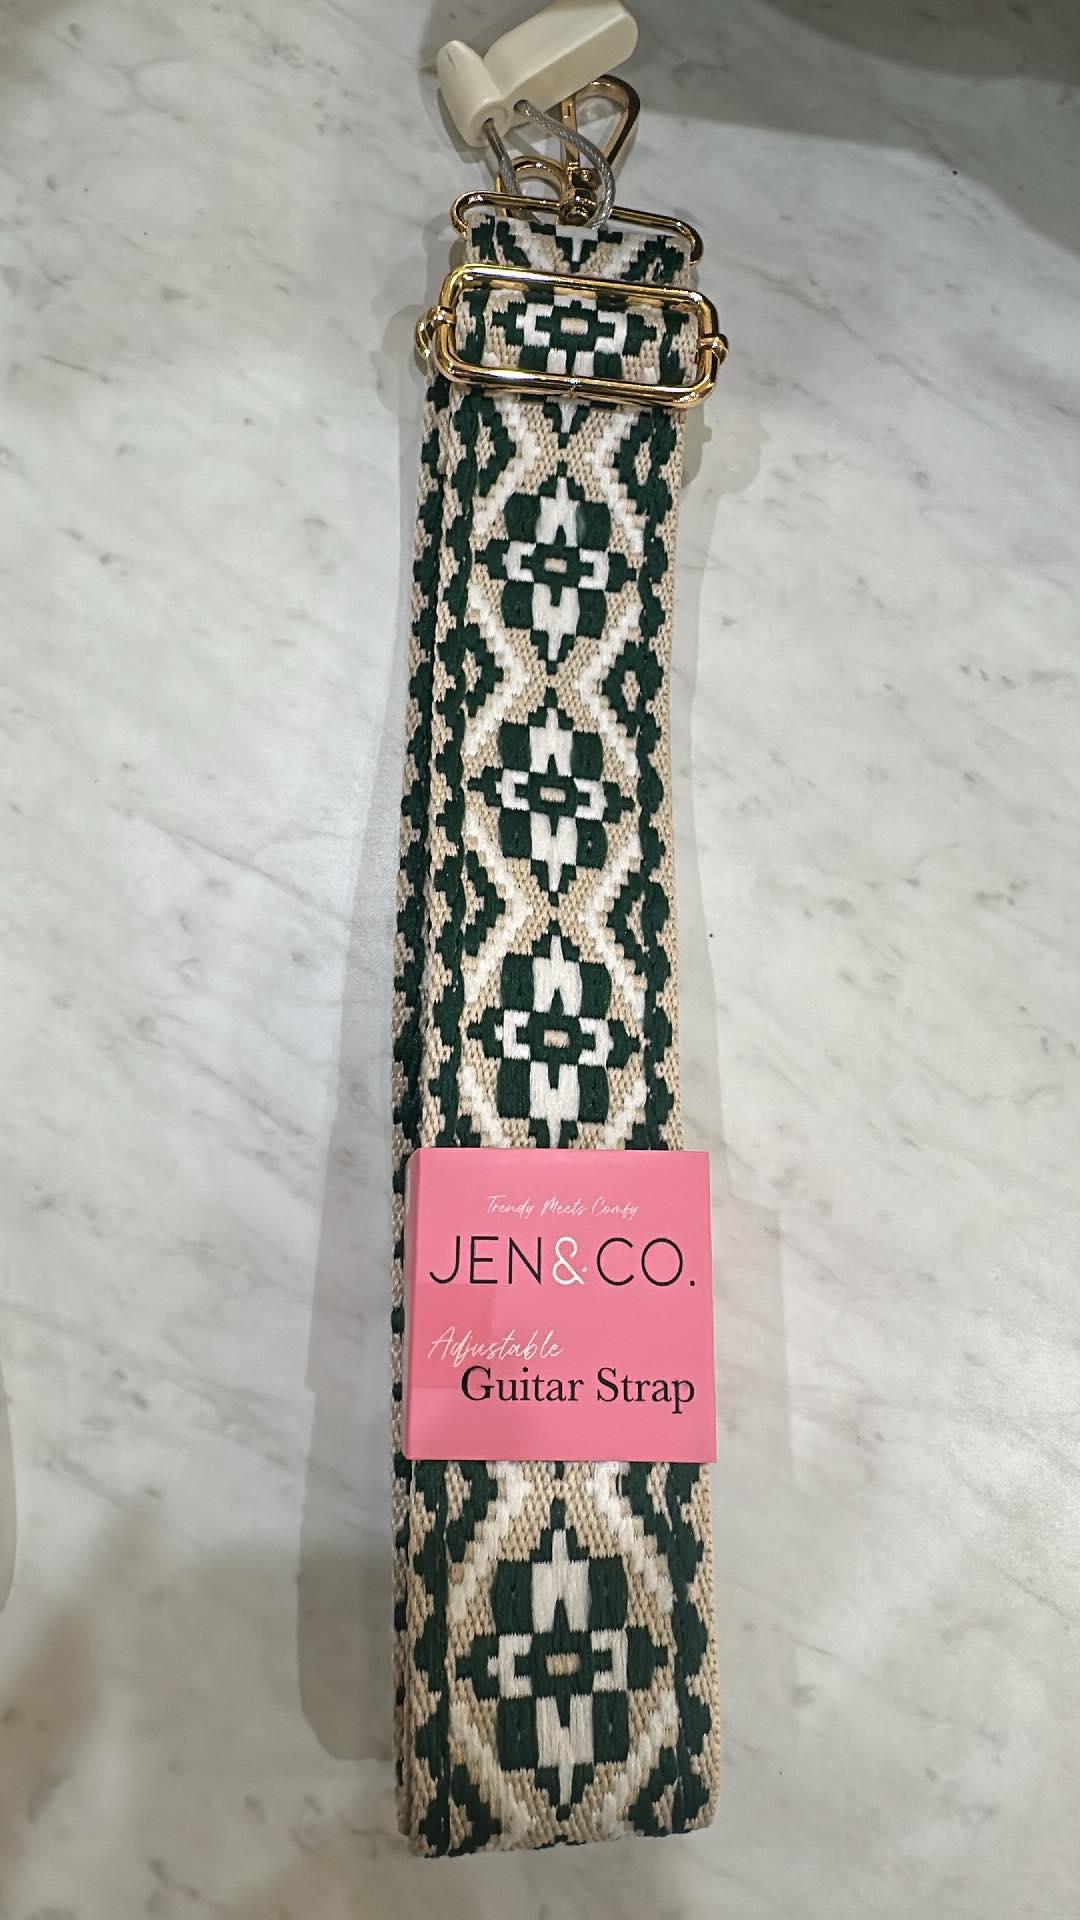 Trendy Meets Comfy
JEN&CO.
Adjustable
Guitar Strap